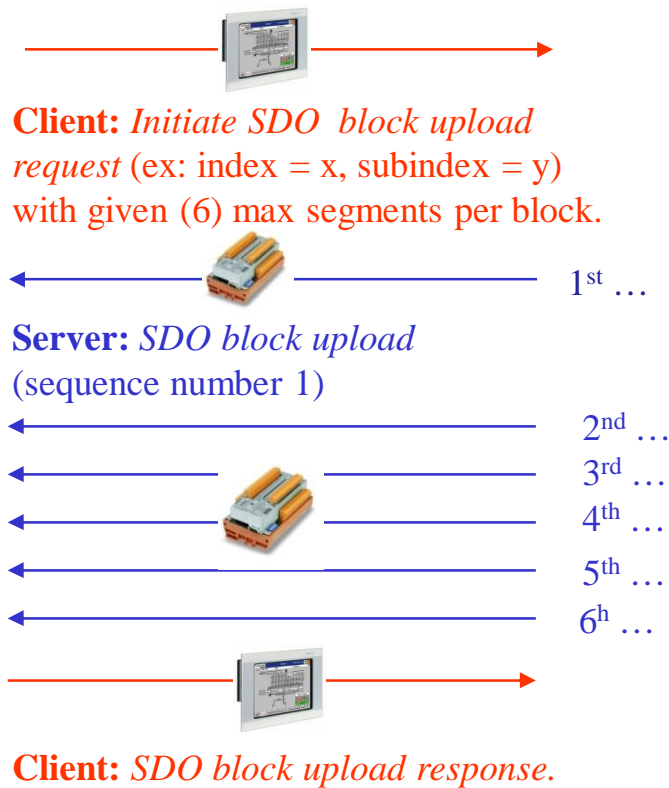 Client: Initiate SDO block upload
request (ex: index = x, subindex = y)
with given (6) max segments per block.
1st …
Server: SDO block upload
(sequence number 1)
2nd …
3rd …
4th …
5th …
6h …
Client: SDO block upload response.